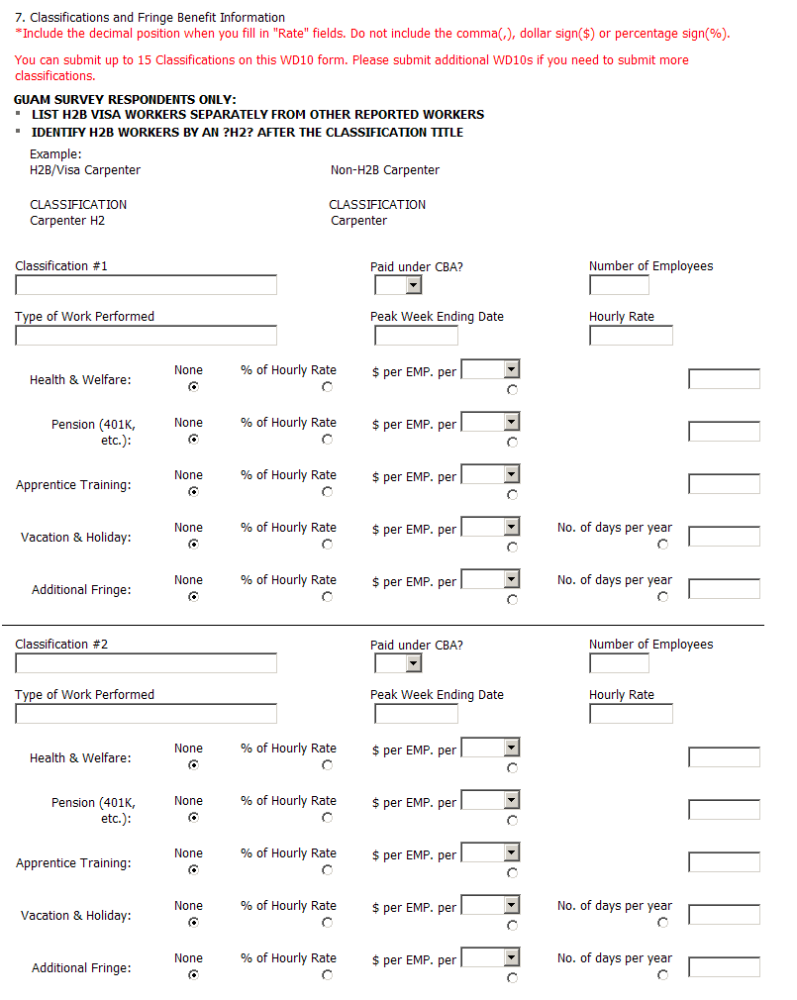 7. Classifications and Fringe Benefit Information
*Include the decimal position when you fill in "Rate" fields. Do not include the comma(,), dollar sign($) or percentage sign(%).
You can submit up to 15 Classifications on this WD10 form. Please submit additional WD10s if you need to submit more
classifications.
GUAM SURVEY RESPONDENTS ONLY:
LIST H2B VISA WORKERS SEPARATELY FROM OTHER REPORTED WORKERS
IDENTIFY H2B WORKERS BY AN ?H2? AFTER THE CLASSIFICATION TITLE
Example:
H2B/Visa Carpenter Non-H2B Carpenter
CLASSIFICATION CLASSIFICATION
Carpenter H2 Carpenter
Classification #1 Paid under CBA? Number of Employees
Type of Work Performed Peak Week Ending Date Hourly Rate
Health & Welfare: None % of Hourly Rate $ per EMP. per
Pension (401K, None % of Hourly Rate $ per EMP. per
etc.):
Apprentice Training: None % of Hourly Rate $ per EMP. per
Vacation & Holiday: None % of Hourly Rate $ per EMP. per No. of days per year
Additional Fringe: None % of Hourly Rate $ per EMP. per No. of days per year
Classification #2 Paid under CBA? Number of Employees
Type of Work Performed Peak Week Ending Date Hourly Rate
Health & Welfare: None % of Hourly Rate $ per EMP. per
Pension (401K, None % of Hourly Rate $ per EMP. per
etc.):
Apprentice Training: None % of Hourly Rate $ per EMP. per
Vacation & Holiday: None % of Hourly Rate $ per EMP. per No. of days per year
Additional Fringe: None % of Hourly Rate $ per EMP. per No. of days per year